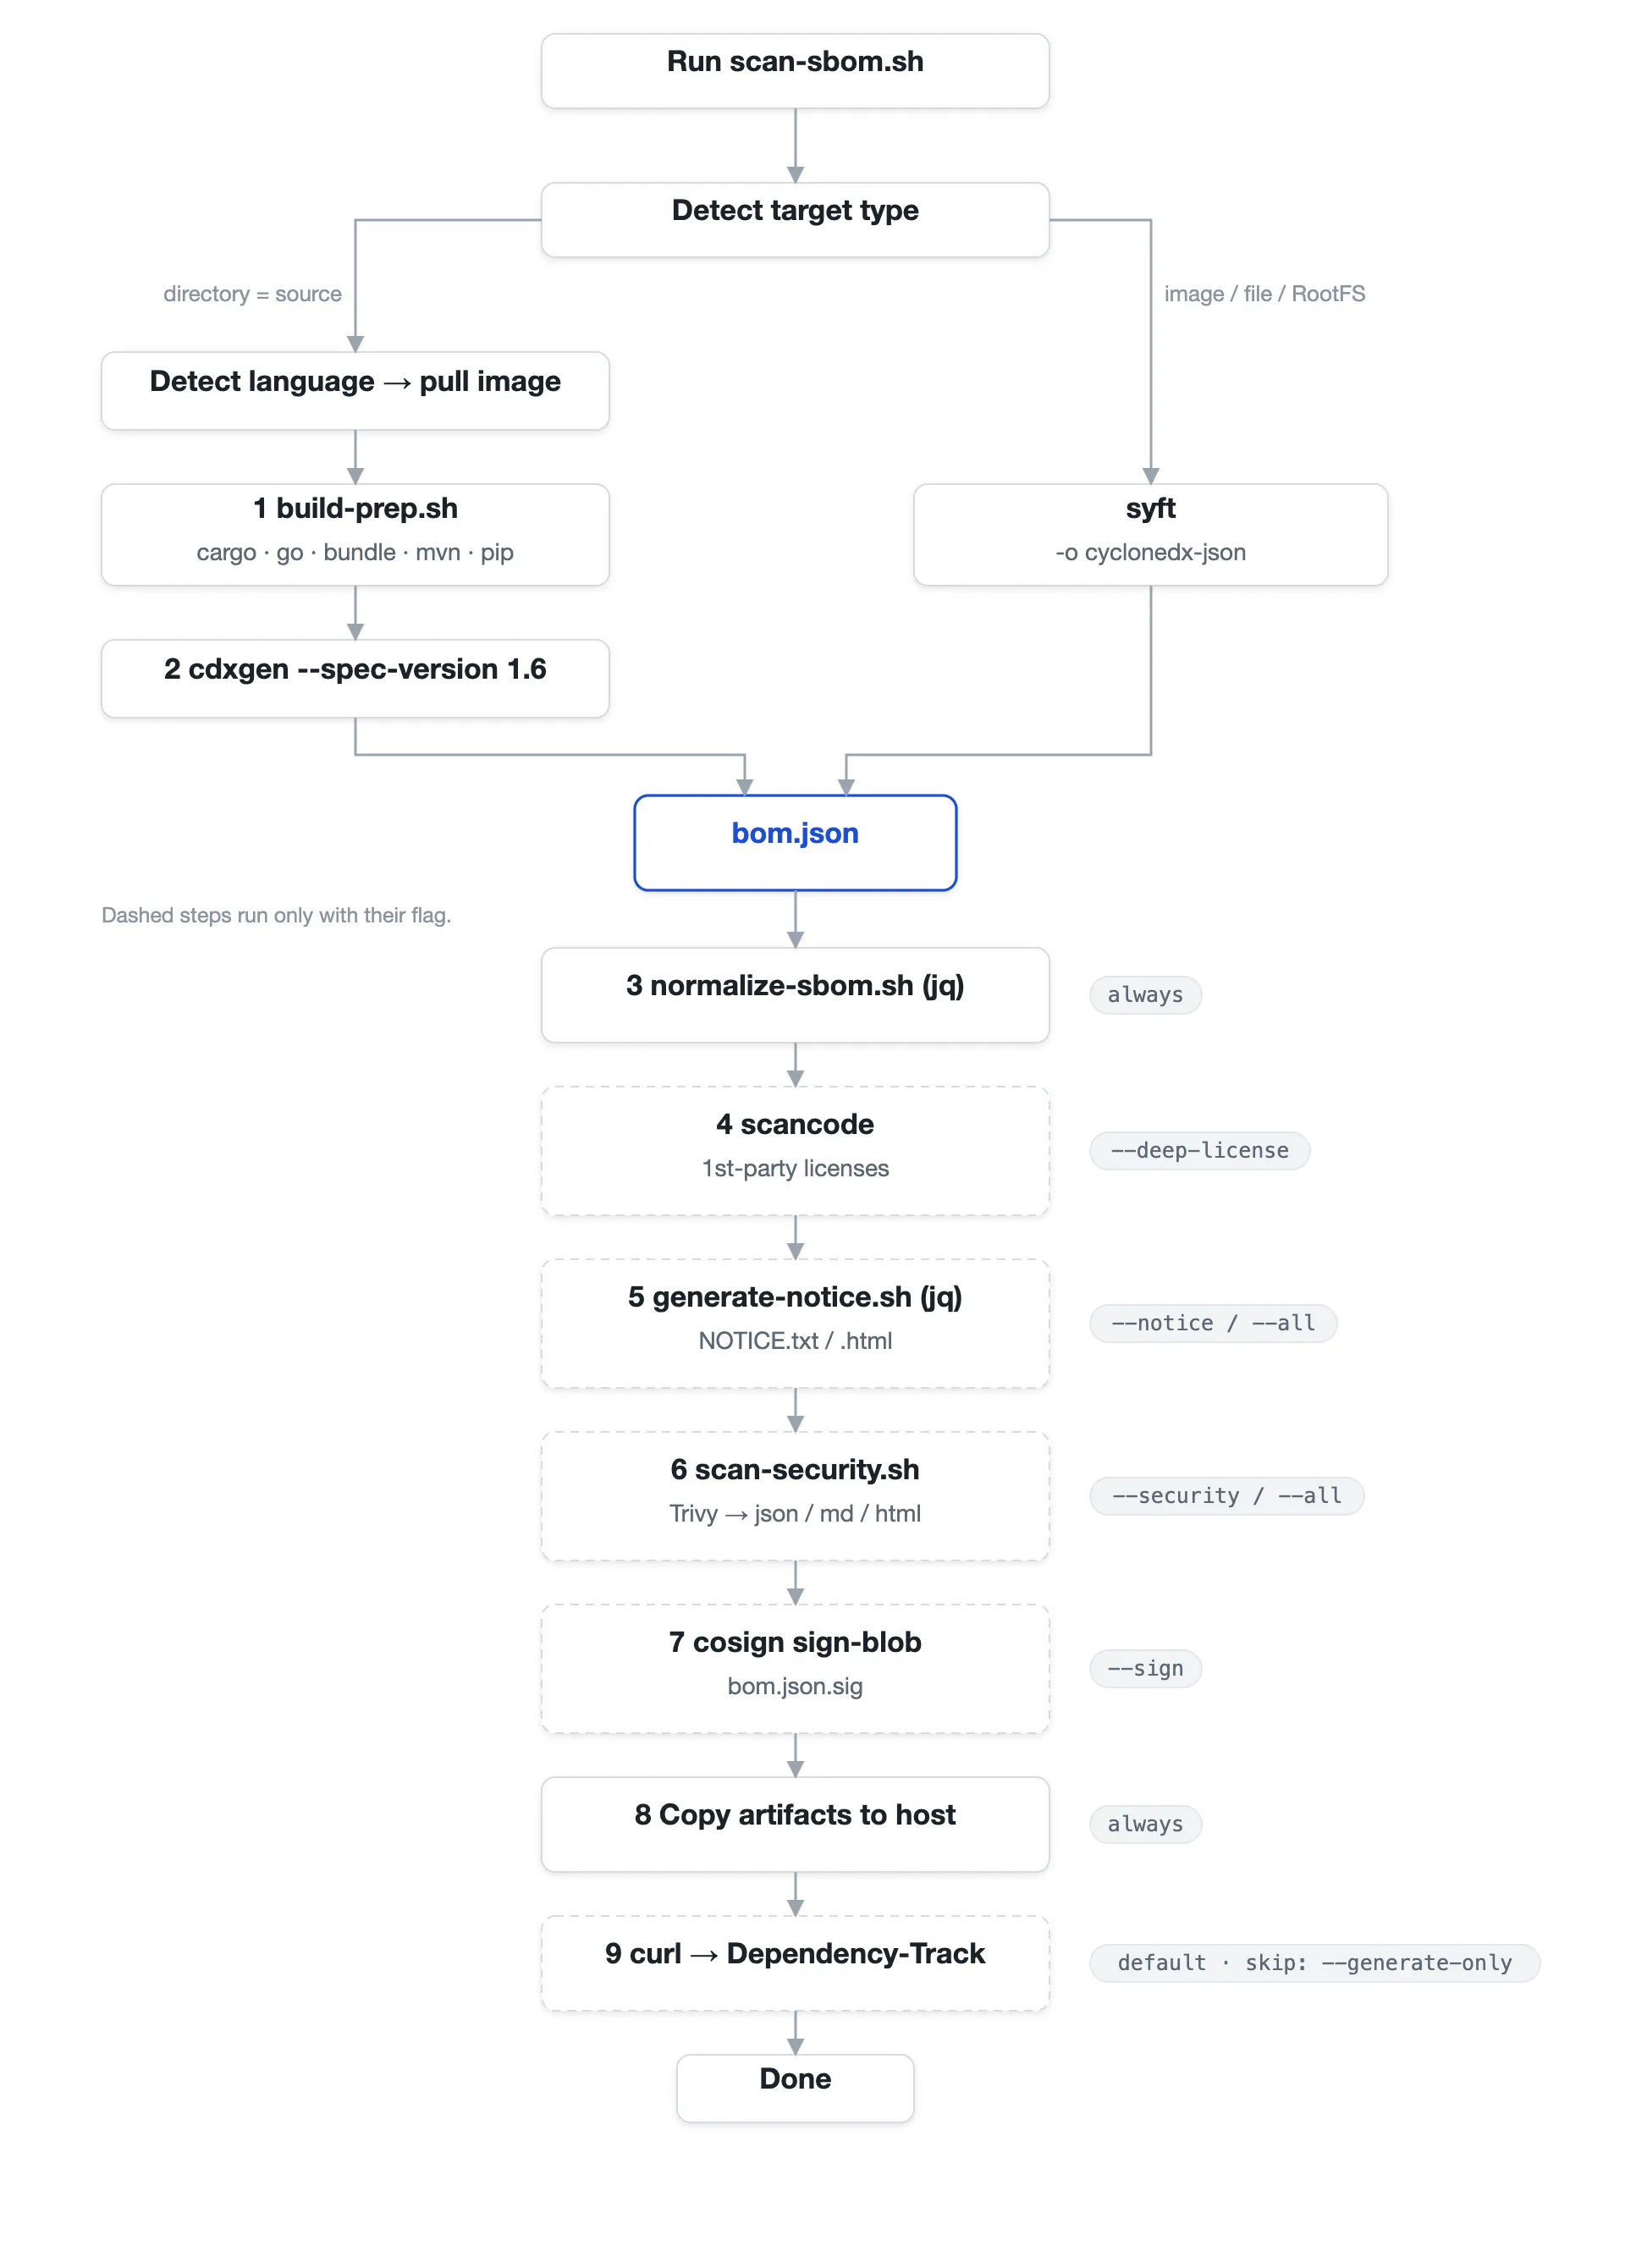 Run scan-sbom.sh
Detect target type
directory = source
image / file / RootFS
Detect language → pull image
1 build-prep.sh
cargo · go · bundle · mvn · pip
syft
-o cyclonedx-json
2 cdxgen --spec-version 1.6
bom.json
Dashed steps run only with their flag.
3 normalize-sbom.sh (jq)
always
4 scancode
1st-party licenses
--deep-license
5 generate-notice.sh (jq)
NOTICE.txt / .html
--notice / --all
6 scan-security.sh
Trivy → json / md / html
--security / --all
7 cosign sign-blob
bom.json.sig
--sign
8 Copy artifacts to host
always
9 curl → Dependency-Track
default · skip: --generate-only
Done